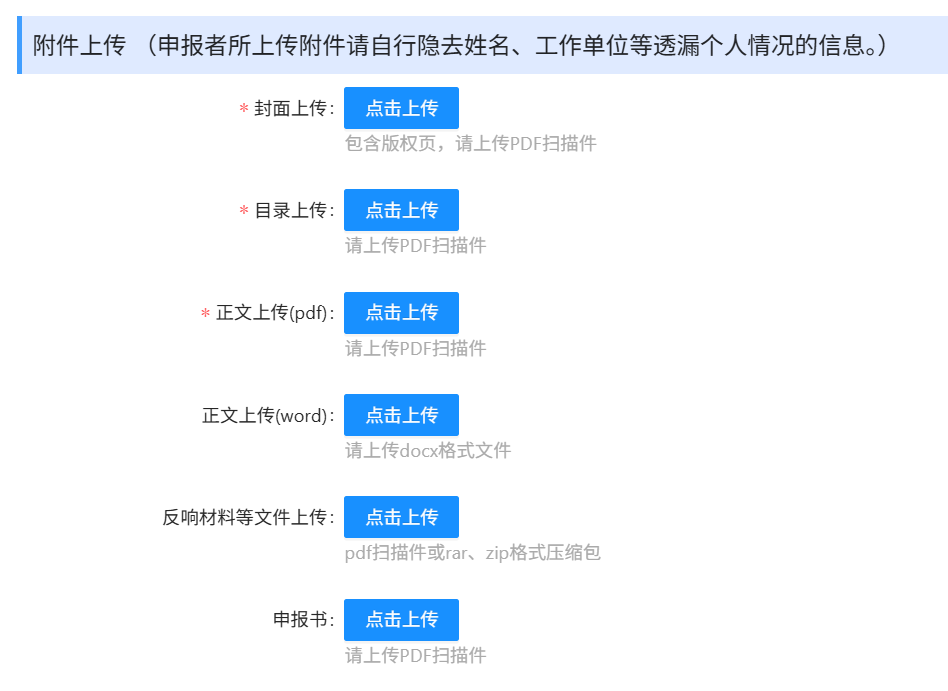 附件上传 （申报者所上传附件请自行隐去姓名、工作单位等透漏个人情况的信息。）
* 封面上传： 点击上传
包含版权页，请上传PDF扫描件
* 目录上传： 点击上传
请上传PDF扫描件
* 正文上传(pdf)： 点击上传
请上传PDF扫描件
正文上传(word)： 点击上传
请上传docx格式文件
反响材料等文件上传： 点击上传
pdf扫描件或rar、zip格式压缩包
申报书： 点击上传
请上传PDF扫描件